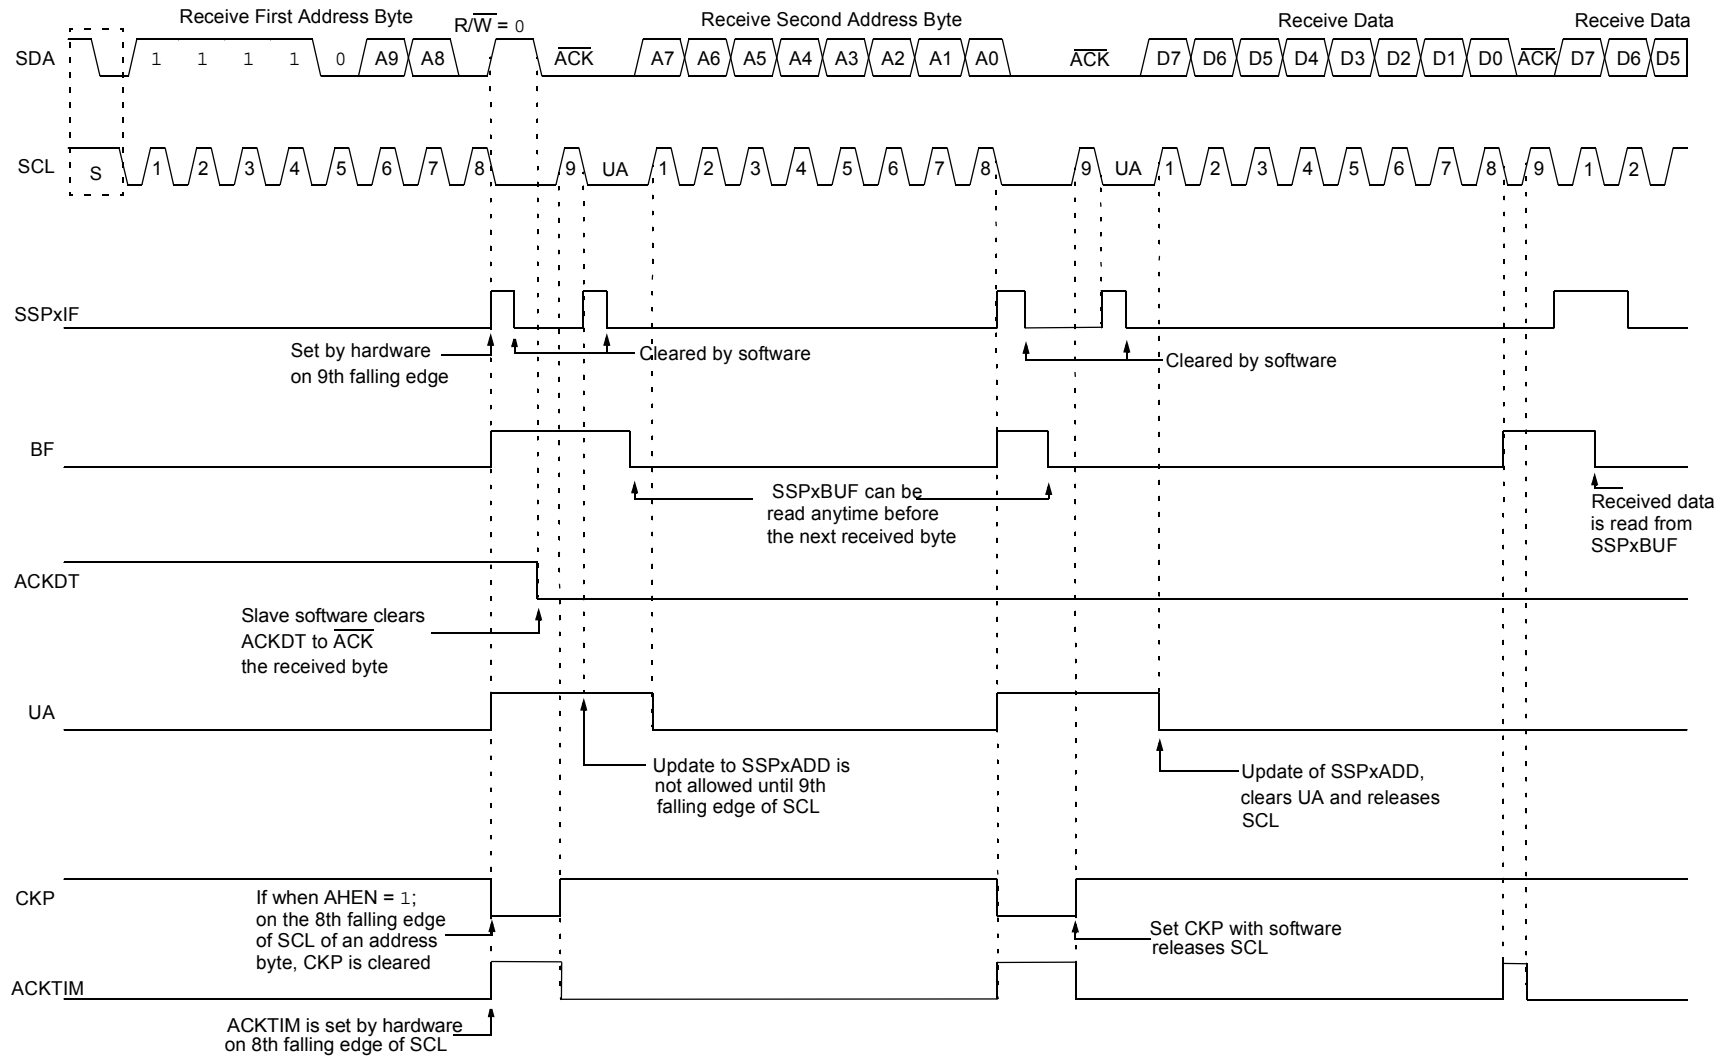 Receive First Address Byte
R/W = 0
Receive Second Address Byte
Receive Data
Receive Data
SDA
1 1 1 1 0 A9 A8
ACK
A7 A6 A5 A4 A3 A2 A1 A0
ACK
D7 D6 D5 D4 D3 D2 D1 D0 ACK D7 D6 D5
SCL
S
1 2 3 4 5 6 7 8 9 UA 1 2 3 4 5 6 7 8 9 UA 1 2 3 4 5 6 7 8 9 1 2
SSPxIF
Set by hardware
on 9th falling edge
Cleared by software
Cleared by software
BF
SSPxBUF can be
read anytime before
the next received byte
Received data
is read from
SSPxBUF
ACKDT
Slave software clears
ACKDT to ACK
the received byte
UA
Update to SSPxADD is
not allowed until 9th
falling edge of SCL
Update of SSPxADD,
clears UA and releases
SCL
CKP
If when AHEN = 1;
on the 8th falling edge
of SCL of an address
byte, CKP is cleared
Set CKP with software
releases SCL
ACKTIM
ACKTIM is set by hardware
on 8th falling edge of SCL